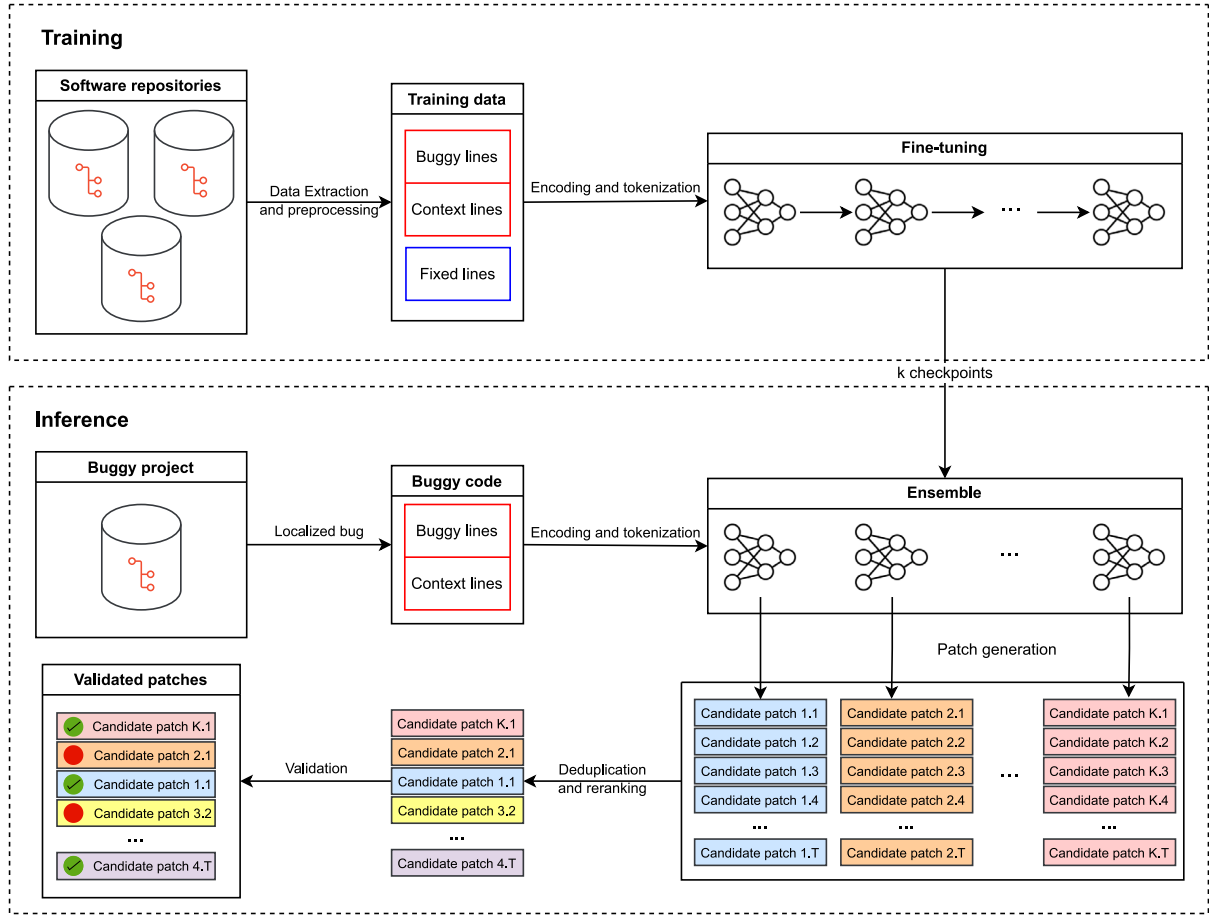 Training
Software repositories
Data Extraction
and preprocessing
Training data
Buggy lines
Context lines
Fixed lines
Encoding and tokenization
Fine-tuning
...
k checkpoints
Inference
Buggy project
Localized bug
Buggy code
Buggy lines
Context lines
Encoding and tokenization
Ensemble
...
Patch generation
Candidate patch 1.1
Candidate patch 1.2
Candidate patch 1.3
Candidate patch 1.4
...
Candidate patch 1.T
Candidate patch 2.1
Candidate patch 2.2
Candidate patch 2.3
Candidate patch 2.4
...
Candidate patch 2.T
...
Candidate patch K.1
Candidate patch K.2
Candidate patch K.3
Candidate patch K.4
...
Candidate patch K.T
Deduplication
and reranking
Candidate patch K.1
Candidate patch 2.1
Candidate patch 1.1
Candidate patch 3.2
...
Candidate patch 4.T
Validation
Validated patches
Candidate patch K.1
Candidate patch 2.1
Candidate patch 1.1
Candidate patch 3.2
...
Candidate patch 4.T